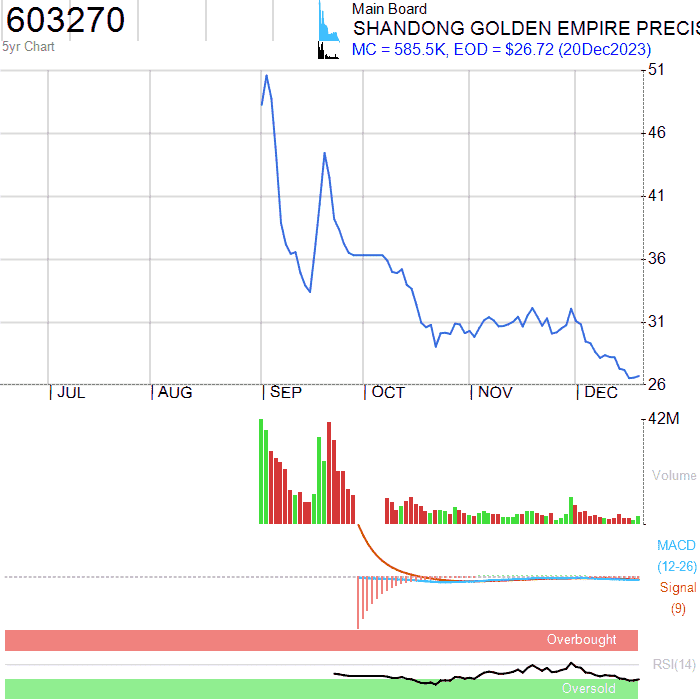 603270
5yr Chart
Main Board
SHANDONG GOLDEN EMPIRE PRECIS
MC = 585.5K, EOD = $26.72 (20Dec2023)
51
46
41
36
31
26
JUL
AUG
SEP
OCT
NOV
DEC
42M
Volume
MACD
(12-26)
Signal
(9)
Overbought
RSI(14)
Oversold